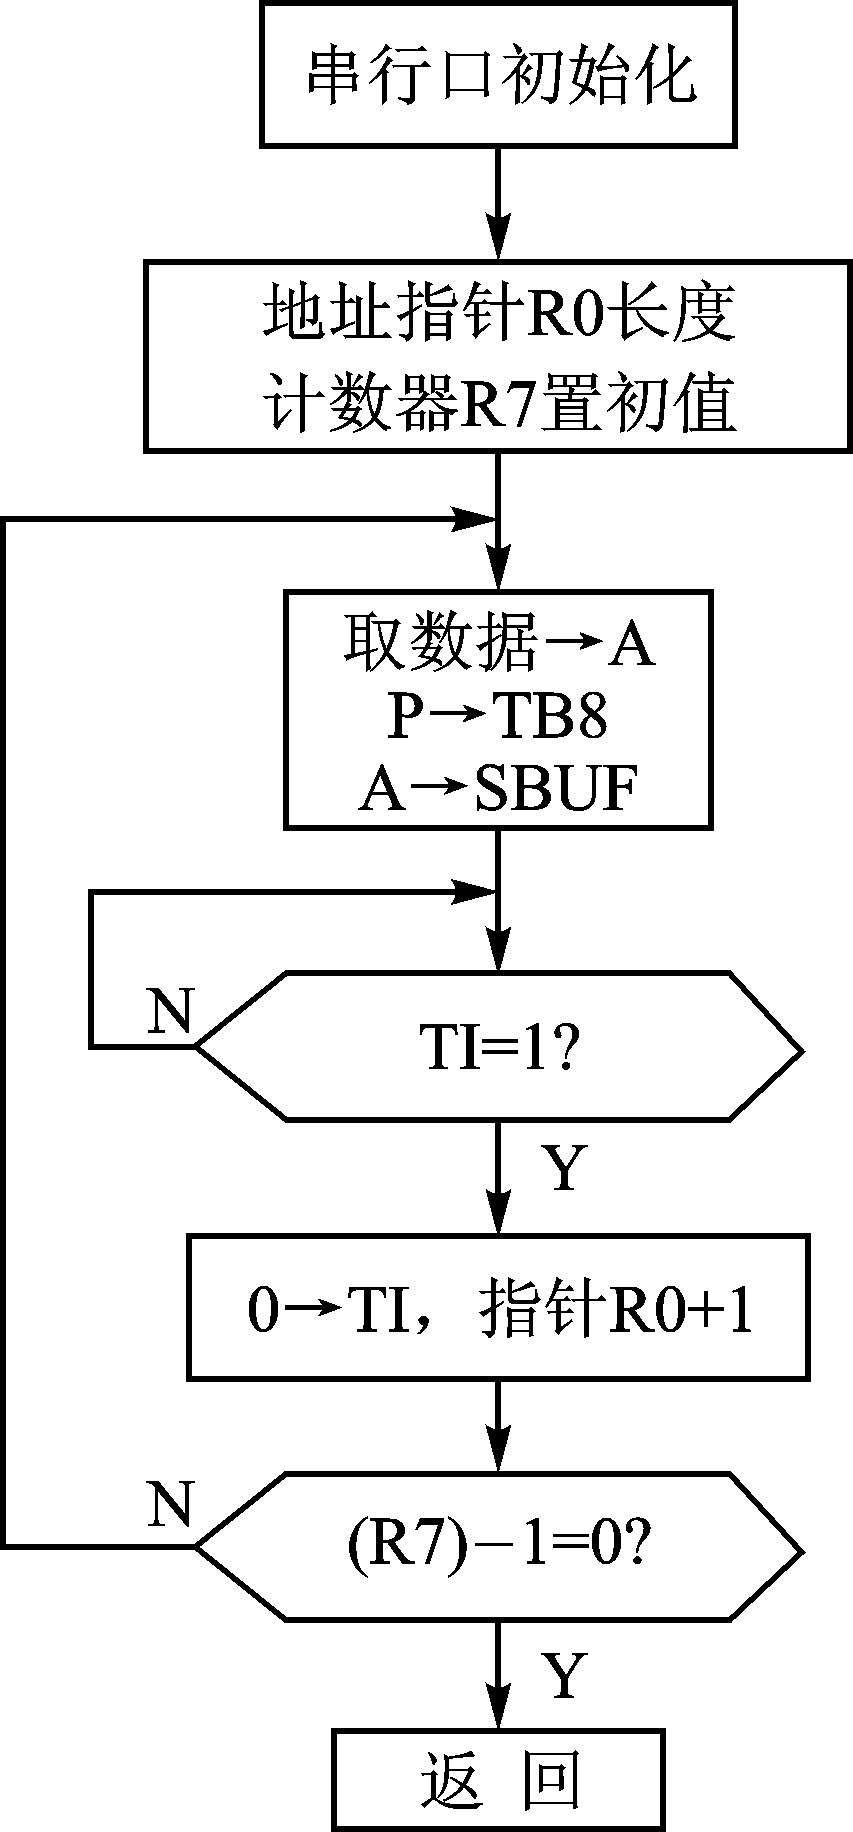 串行口初始化
地址指针R0长度
计数器R7置初值
取数据→A
P→TB8
A→SBUF
N
TI=1?
Y
0→TI，指针R0+1
N
(R7)−1=0?
Y
返 回